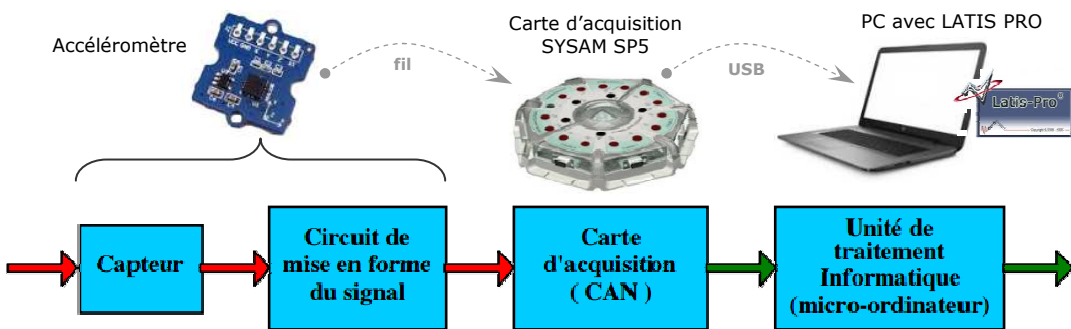 Accéléromètre
Carte d'acquisition
SYSAM SP5
PC avec LATIS PRO
fil
USB
Latis-Pro
Capteur
Circuit de
mise en forme
du signal
Carte
d'acquisition
( CAN )
Unité de
traitement
Informatique
(micro-ordinateur)